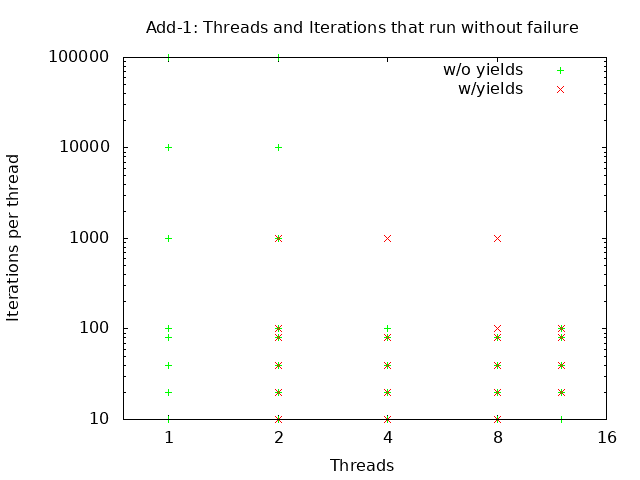 Add-1: Threads and Iterations that run without failure
100000
10000
1000
100
10
Iterations per thread
w/o yields
w/yields
1 2 4 8 16
Threads